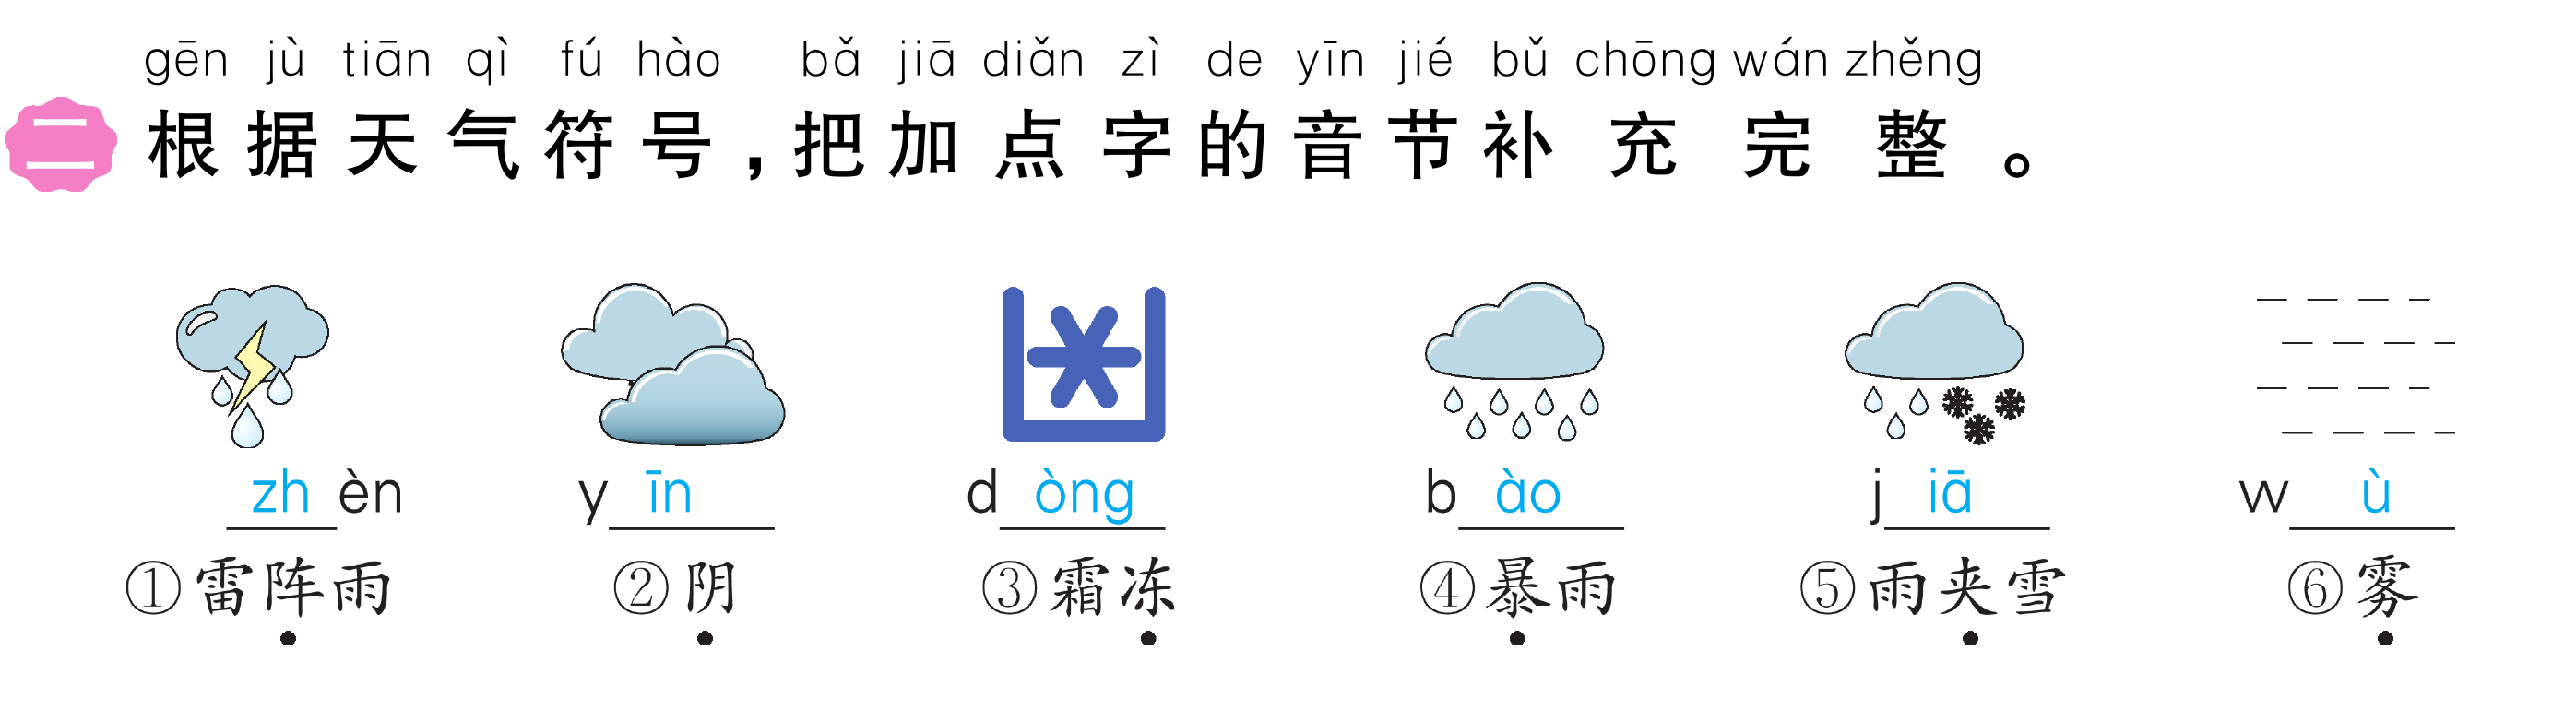 gēn jù tiān qì fú hào bǎ jiā diǎn zì de yīn jié bǔ chōng wán zhěng
二 根据天气符号,把加点字的音节补充完整。
zh èn y īn d òng b ào j iā w ù
①雷阵雨 ②阴 ③霜冻 ④暴雨 ⑤雨夹雪 ⑥雾